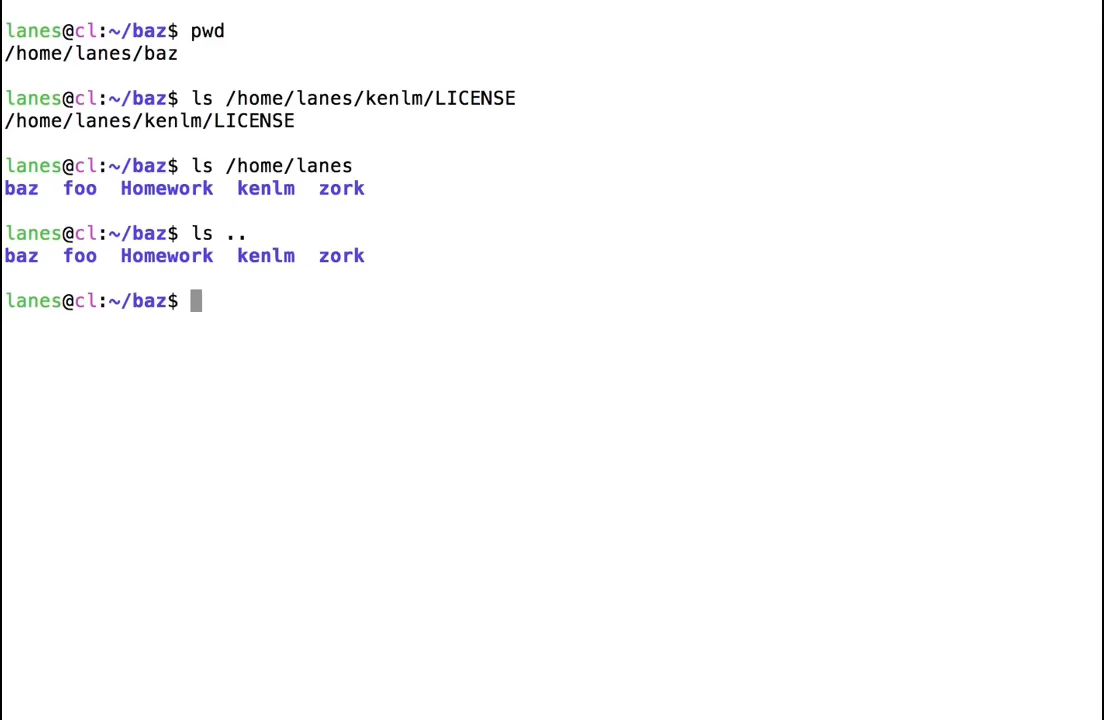 lanes@cl:~/baz$ pwd
/home/lanes/baz
lanes@cl:~/baz$ ls /home/lanes/kenlm/LICENSE
/home/lanes/kenlm/LICENSE
lanes@cl:~/baz$ ls /home/lanes
baz  foo  Homework  kenlm  zork
lanes@cl:~/baz$ ls ..
baz  foo  Homework  kenlm  zork
lanes@cl:~/baz$